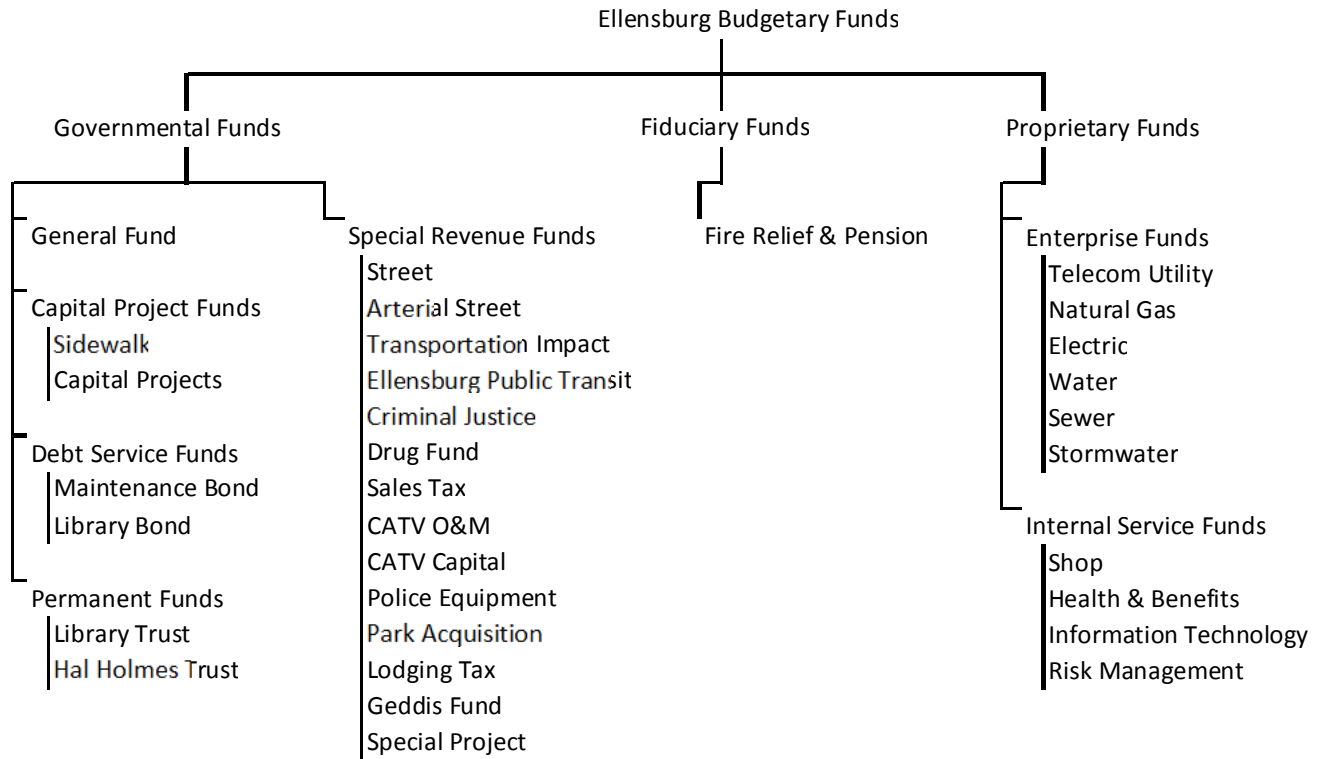 Ellensburg Budgetary Funds
Governmental Funds
Fiduciary Funds
Proprietary Funds
General Fund
Capital Project Funds
Sidewalk
Capital Projects
Debt Service Funds
Maintenance Bond
Library Bond
Permanent Funds
Library Trust
Hal Holmes Trust
Special Revenue Funds
Street
Arterial Street
Transportation Impact
Ellensburg Public Transit
Criminal Justice
Drug Fund
Sales Tax
CATV O&M
CATV Capital
Police Equipment
Park Acquisition
Lodging Tax
Geddis Fund
Special Project
Fire Relief & Pension
Enterprise Funds
Telecom Utility
Natural Gas
Electric
Water
Sewer
Stormwater
Internal Service Funds
Shop
Health & Benefits
Information Technology
Risk Management